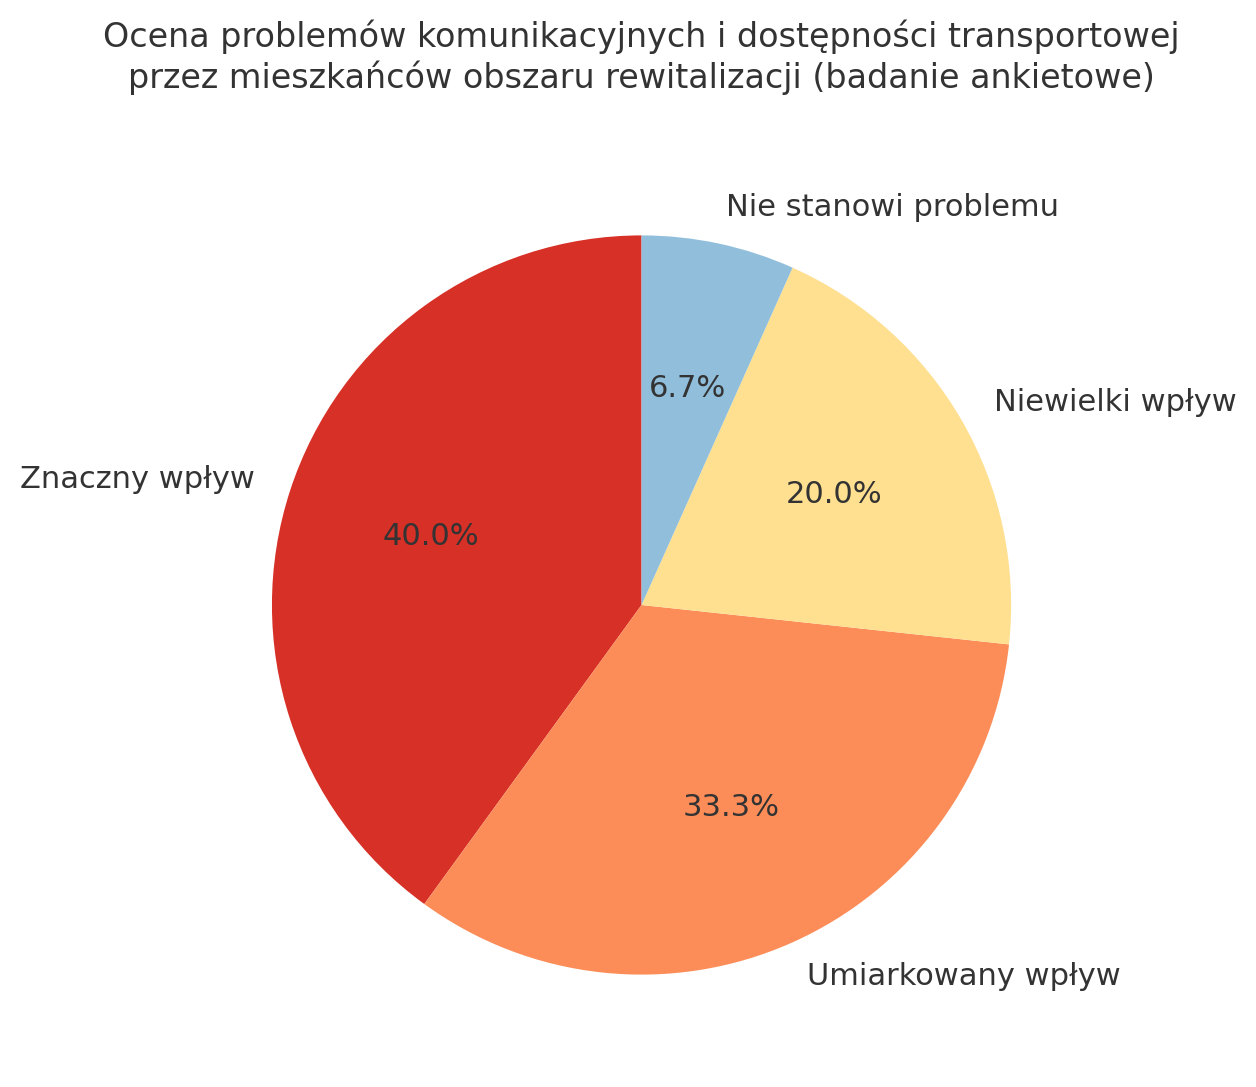 Ocena problemów komunikacyjnych i dostępności transportowej
przez mieszkańców obszaru rewitalizacji (badanie ankietowe)
Nie stanowi problemu
6.7%
Niewielki wpływ
20.0%
Znaczny wpływ
40.0%
33.3%
Umiarkowany wpływ